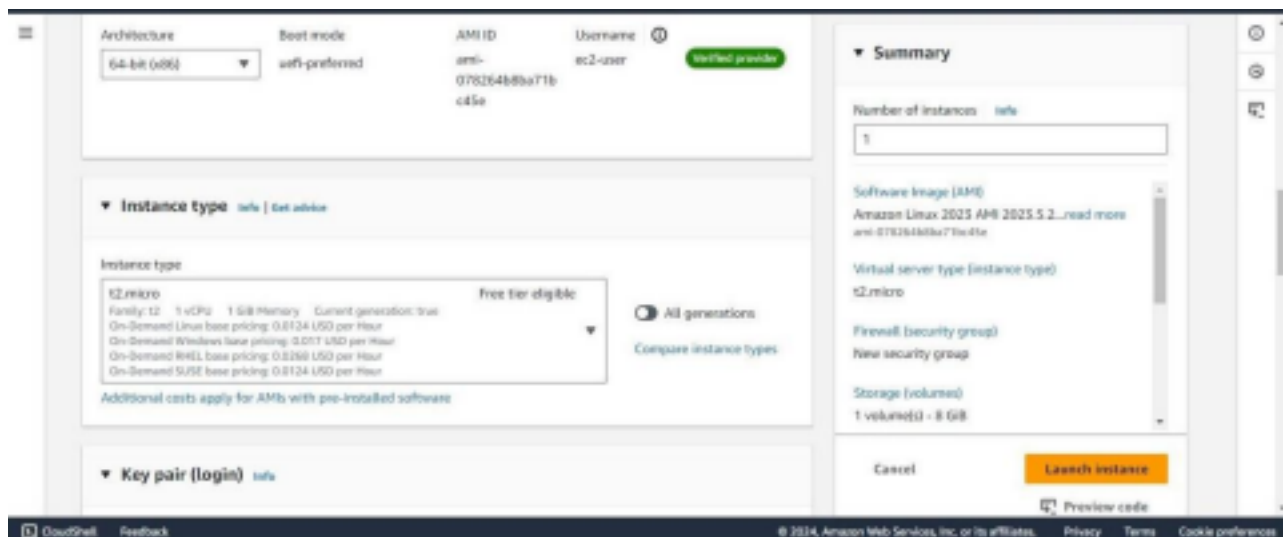 Architecture
64-bit (x86)
Boot mode
uefi-preferred
AMI ID
ami-
078264b8ba71b
c45e
Username
ec2-user
Verified provider
Instance type Info | Get advice
Instance type
t2.micro Free tier eligible
Family: t2 1 vCPU 1 GiB Memory Current generation: true
On-Demand Linux base pricing: 0.0124 USD per Hour
On-Demand Windows base pricing: 0.017 USD per Hour
On-Demand RHEL base pricing: 0.0268 USD per Hour
On-Demand SUSE base pricing: 0.0124 USD per Hour
Additional costs apply for AMIs with pre-installed software
All generations
Compare instance types
Key pair (login) Info
Summary
Number of instances Info
1
Software Image (AMI)
Amazon Linux 2023 AMI 2023.5.2...read more
ami-078264b8ba71bc45e
Virtual server type (instance type)
t2.micro
Firewall (security group)
New security group
Storage (volumes)
1 volume(s) - 8 GiB
Cancel
Launch instance
Preview code
CloudShell Feedback
© 2024, Amazon Web Services, Inc. or its affiliates. Privacy Terms Cookie preferences